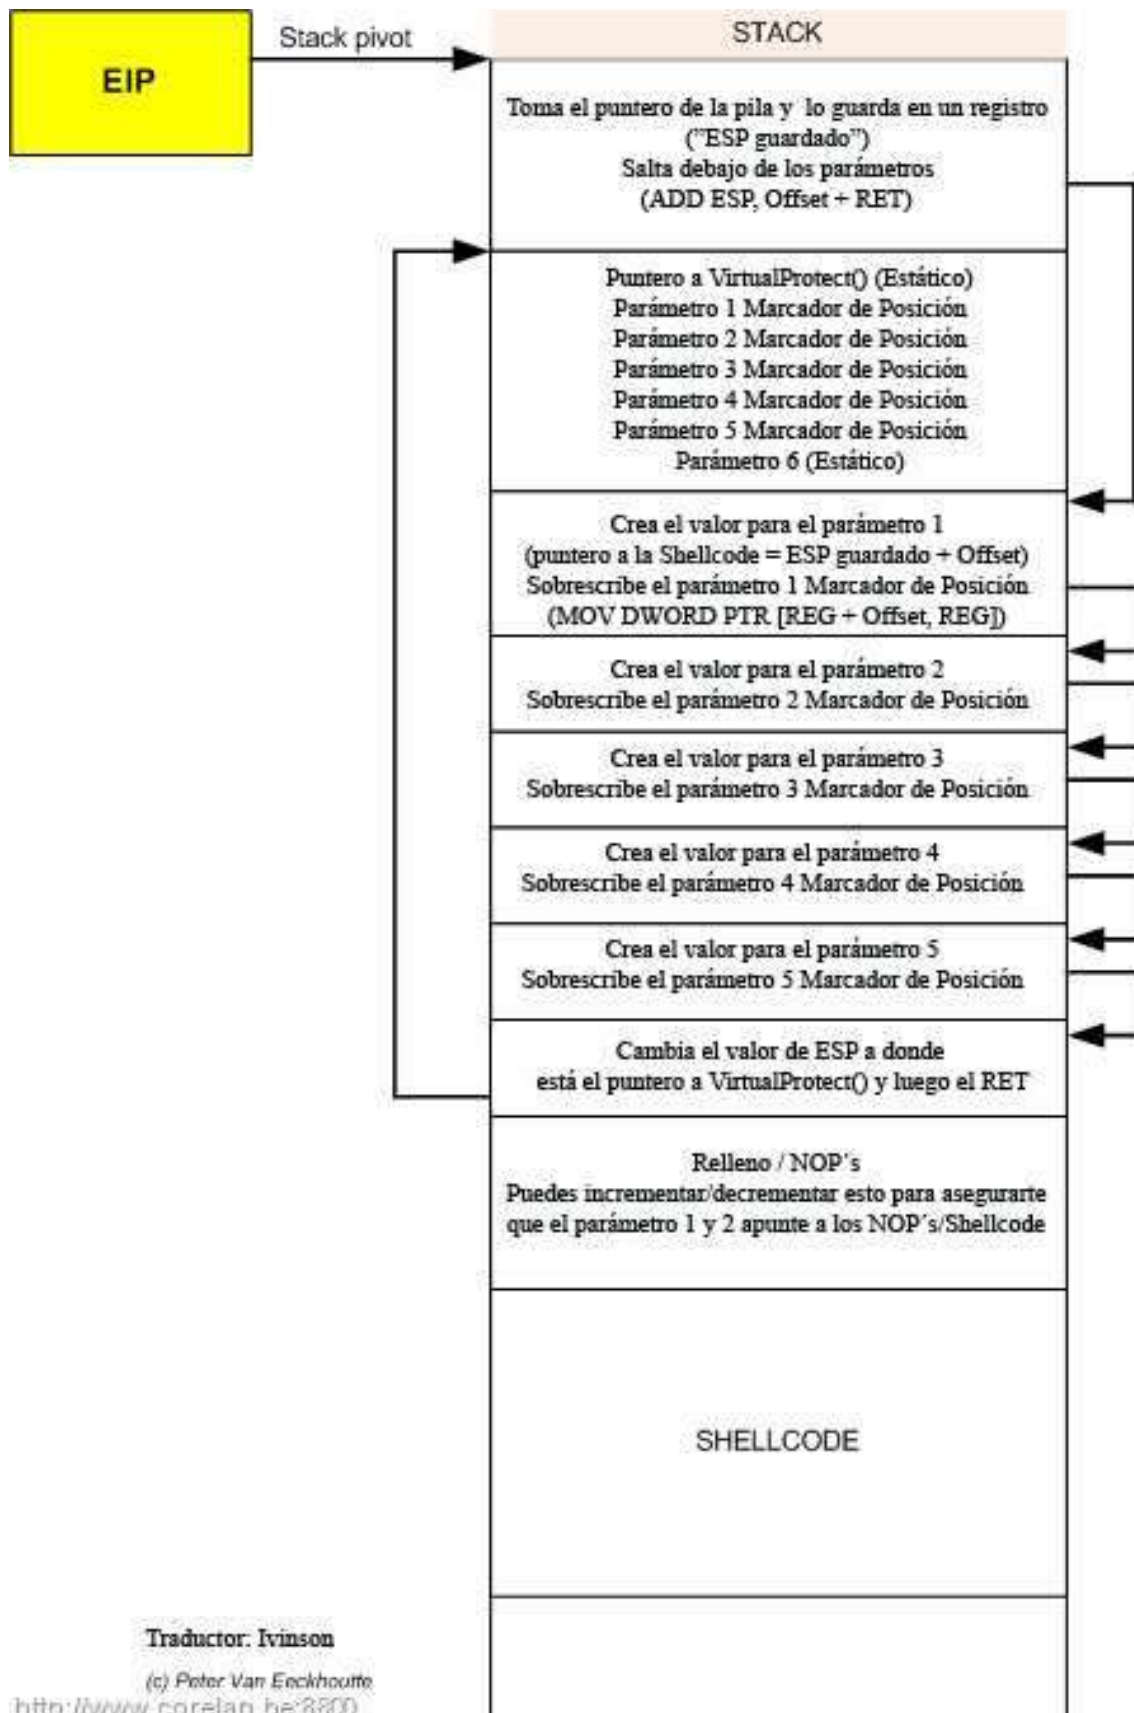 EIP
Stack pivot
STACK
Toma el puntero de la pila y lo guarda en un registro
("ESP guardado")
Salta debajo de los parámetros
(ADD ESP, Offset + RET)
Puntero a VirtualProtect() (Estático)
Parámetro 1 Marcador de Posición
Parámetro 2 Marcador de Posición
Parámetro 3 Marcador de Posición
Parámetro 4 Marcador de Posición
Parámetro 5 Marcador de Posición
Parámetro 6 (Estático)
Crea el valor para el parámetro 1
(puntero a la Shellcode = ESP guardado + Offset)
Sobrescribe el parámetro 1 Marcador de Posición
(MOV DWORD PTR [REG + Offset, REG])
Crea el valor para el parámetro 2
Sobrescribe el parámetro 2 Marcador de Posición
Crea el valor para el parámetro 3
Sobrescribe el parámetro 3 Marcador de Posición
Crea el valor para el parámetro 4
Sobrescribe el parámetro 4 Marcador de Posición
Crea el valor para el parámetro 5
Sobrescribe el parámetro 5 Marcador de Posición
Cambia el valor de ESP a donde
está el puntero a VirtualProtect() y luego el RET
Relleno / NOP´s
Puedes incrementar/decrementar esto para asegurarte
que el parámetro 1 y 2 apunte a los NOP´s/Shellcode
SHELLCODE
Traductor: Ivinson
(c) Peter Van Eeckhoutte
http://www.corelan.be:8800